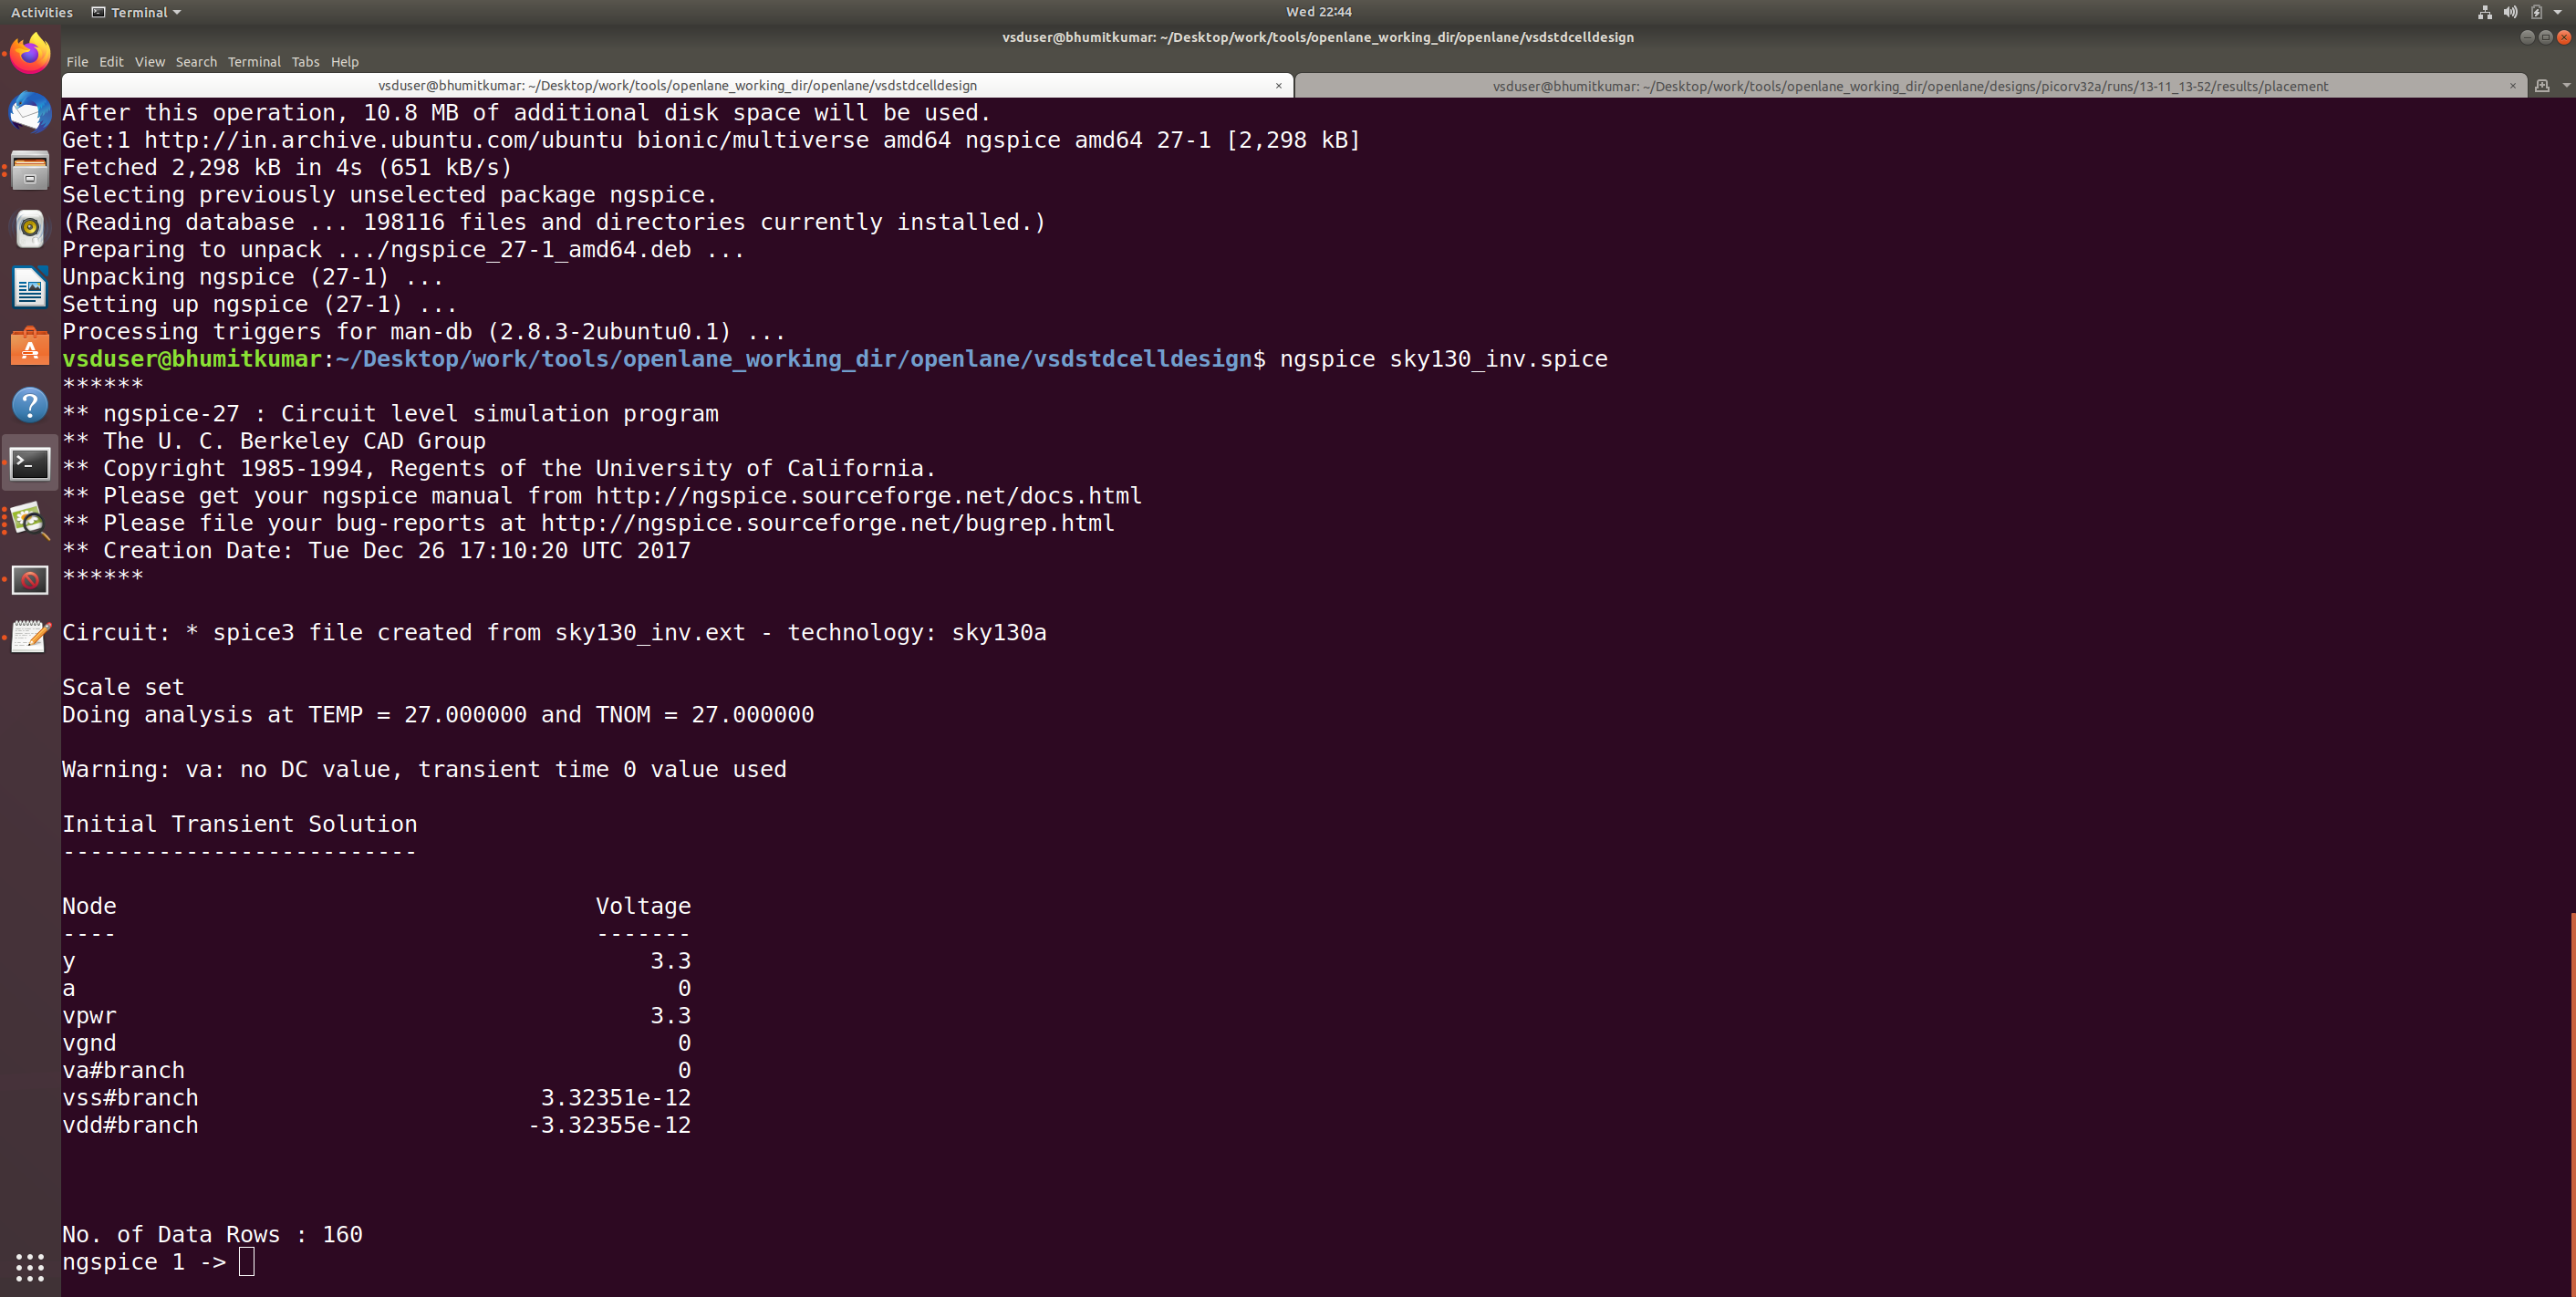 Activities Terminal Wed 22:44
vsduser@bhumitkumar: ~/Desktop/work/tools/openlane_working_dir/openlane/vsdstdcelldesign
File Edit View Search Terminal Tabs Help
vsduser@bhumitkumar: ~/Desktop/work/tools/openlane_working_dir/openlane/vsdstdcelldesign × vsduser@bhumitkumar: ~/Desktop/work/tools/openlane_working_dir/openlane/designs/picorv32a/runs/13-11_13-52/results/placement ×
After this operation, 10.8 MB of additional disk space will be used.
Get:1 http://in.archive.ubuntu.com/ubuntu bionic/multiverse amd64 ngspice amd64 27-1 [2,298 kB]
Fetched 2,298 kB in 4s (651 kB/s)
Selecting previously unselected package ngspice.
(Reading database ... 198116 files and directories currently installed.)
Preparing to unpack .../ngspice_27-1_amd64.deb ...
Unpacking ngspice (27-1) ...
Setting up ngspice (27-1) ...
Processing triggers for man-db (2.8.3-2ubuntu0.1) ...
vsduser@bhumitkumar:~/Desktop/work/tools/openlane_working_dir/openlane/vsdstdcelldesign$ ngspice sky130_inv.spice
******
** ngspice-27 : Circuit level simulation program
** The U. C. Berkeley CAD Group
** Copyright 1985-1994, Regents of the University of California.
** Please get your ngspice manual from http://ngspice.sourceforge.net/docs.html
** Please file your bug-reports at http://ngspice.sourceforge.net/bugrep.html
** Creation Date: Tue Dec 26 17:10:20 UTC 2017
******
Circuit: * spice3 file created from sky130_inv.ext - technology: sky130a
Scale set
Doing analysis at TEMP = 27.000000 and TNOM = 27.000000
Warning: va: no DC value, transient time 0 value used
Initial Transient Solution
--------------------------
Node Voltage
---- -------
y 3.3
a 0
vpwr 3.3
vgnd 0
va#branch 0
vss#branch 3.32351e-12
vdd#branch -3.32355e-12
No. of Data Rows : 160
ngspice 1 ->